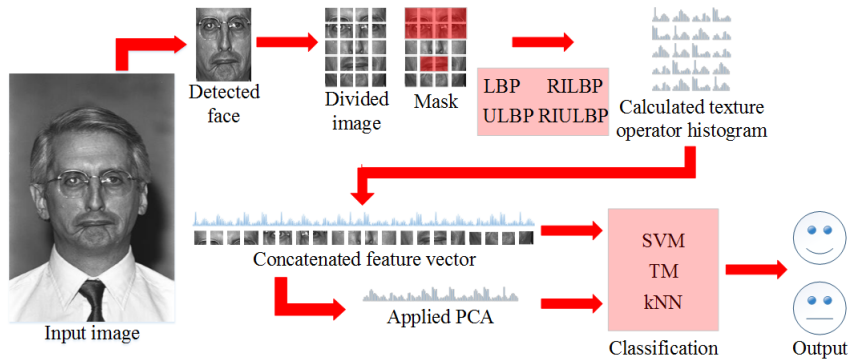 Input image
Detected
face
Divided
image
Mask
LBP RILBP
ULBP RIULBP
Calculated texture
operator histogram
Concatenated feature vector
Applied PCA
SVM
TM
kNN
Classification
Output